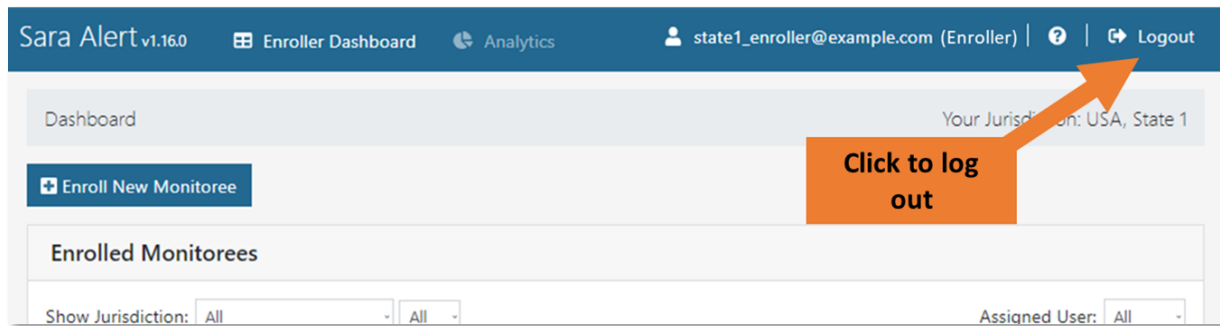 Sara Alert v1.16.0 Enroller Dashboard Analytics state1_enroller@example.com (Enroller) ? Logout
Dashboard Your Jurisdiction: USA, State 1
Click to log
out
Enroll New Monitoree
Enrolled Monitorees
Show Jurisdiction: All All Assigned User: All